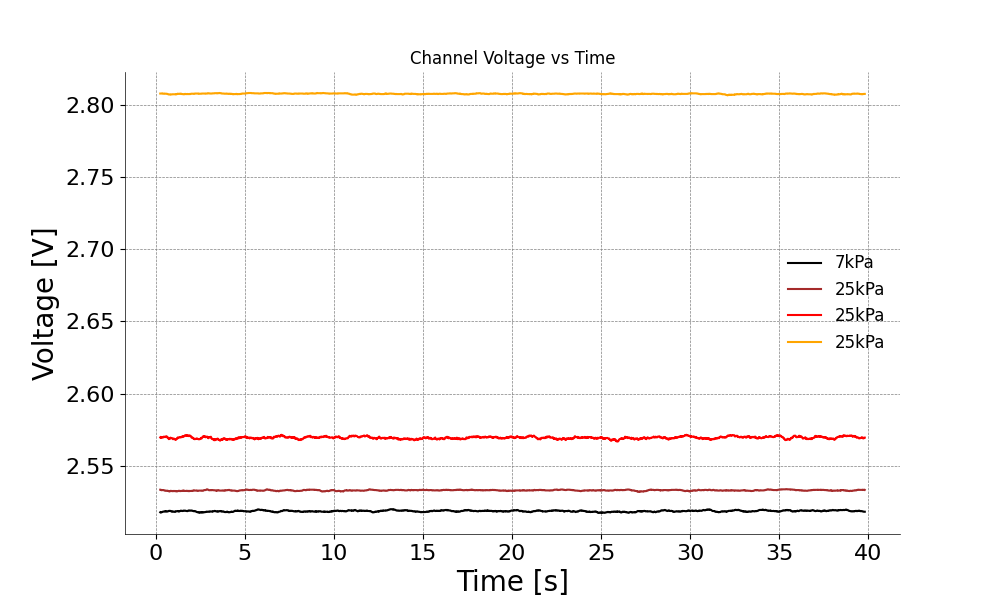 Channel Voltage vs Time
Voltage [V]
2.80
2.75
2.70
2.65
2.60
2.55
7kPa
25kPa
25kPa
25kPa
0 5 10 15 20 25 30 35 40
Time [s]